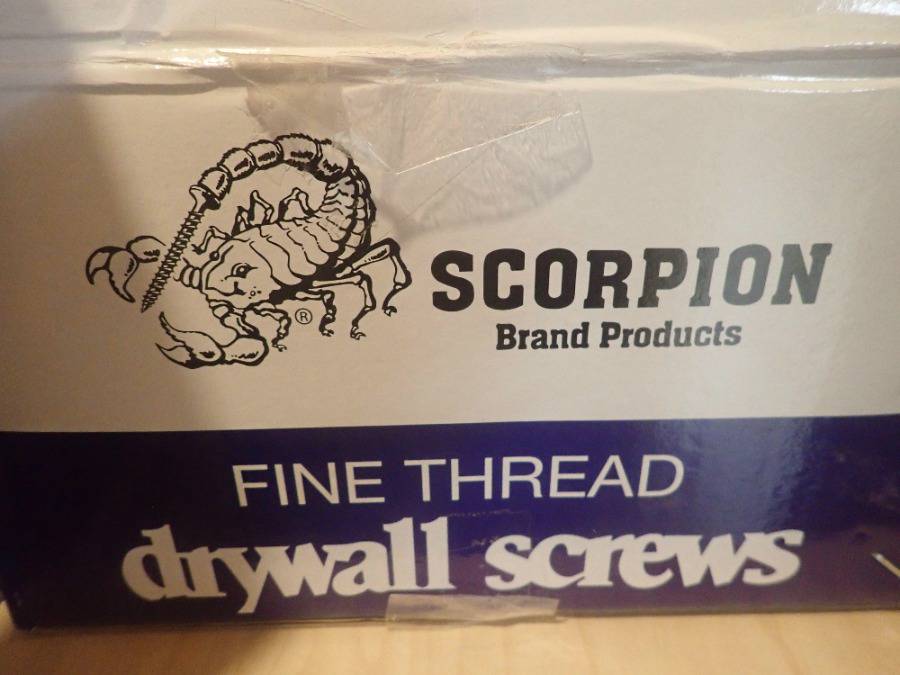 SCORPION
®
Brand Products
FINE THREAD
drywall screws